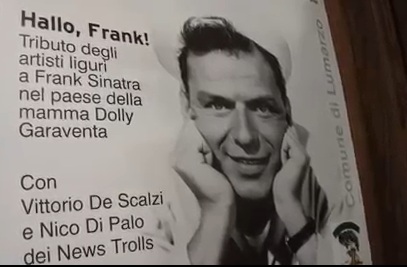 Hallo, Frank!
Tributo degli
artisti liguri
a Frank Sinatra
nel paese della
mamma Dolly
Garaventa
Con
Vittorio De Scalzi
e Nico Di Palo
dei News Trolls
Comune di Lumarzo